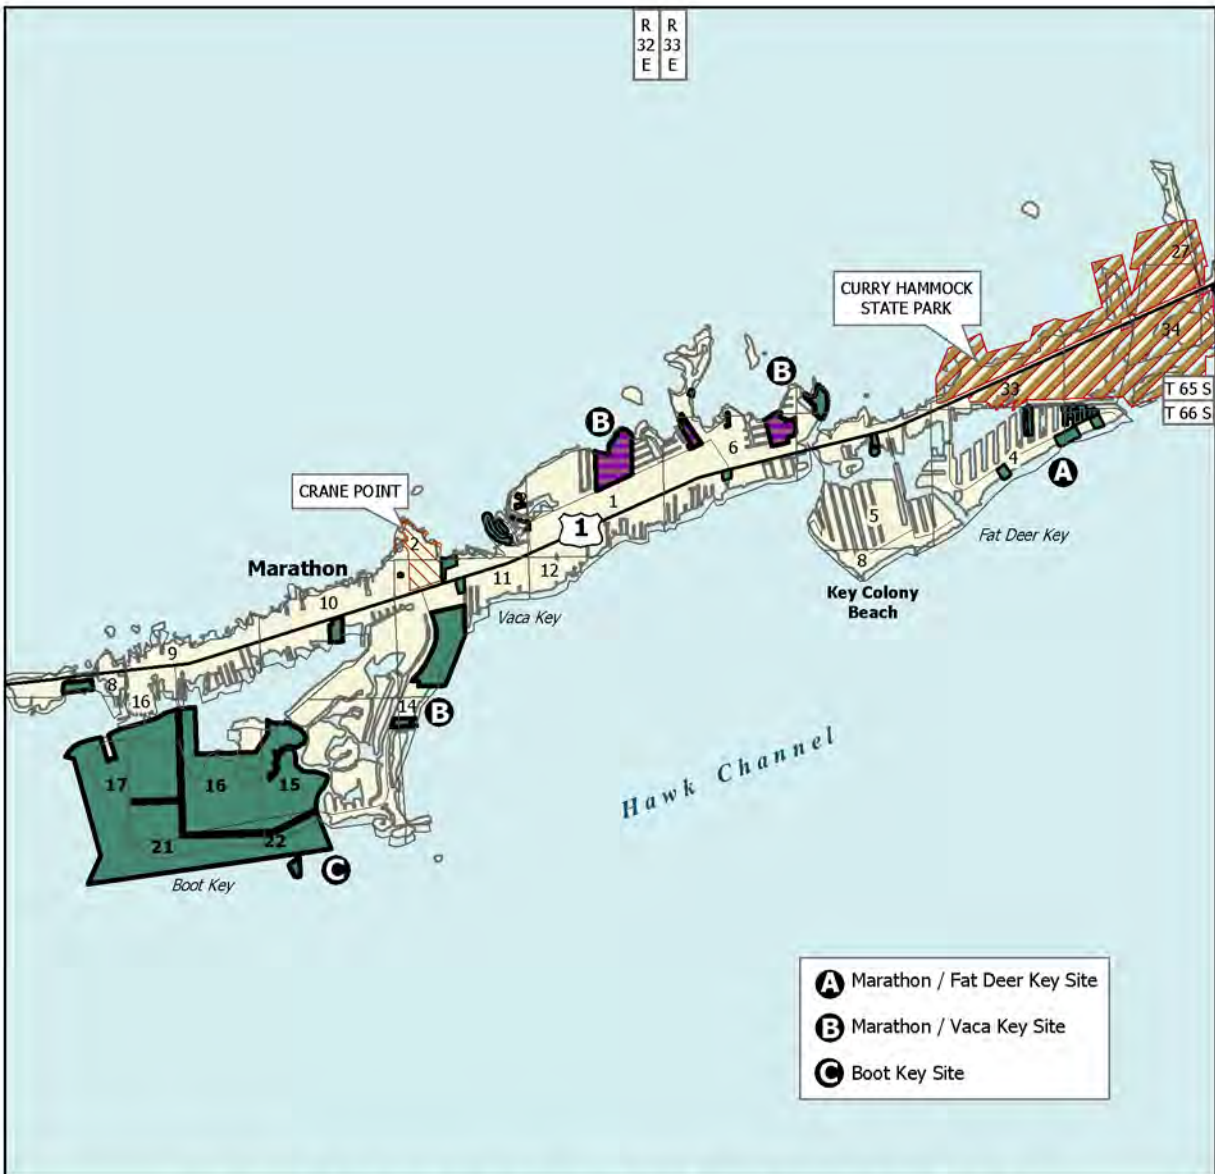 R R
32 33
E E
27
CURRY HAMMOCK
STATE PARK
34
B
33
T 65 S
T 66 S
B
6
4
A
CRANE POINT
1
5
1
2
Fat Deer Key
8
Marathon
11
12
Key Colony
Beach
10
Vaca Key
9
8
16
14
B
Hawk Channel
17
16
15
21
22
C
Boot Key
A Marathon / Fat Deer Key Site
B Marathon / Vaca Key Site
C Boot Key Site